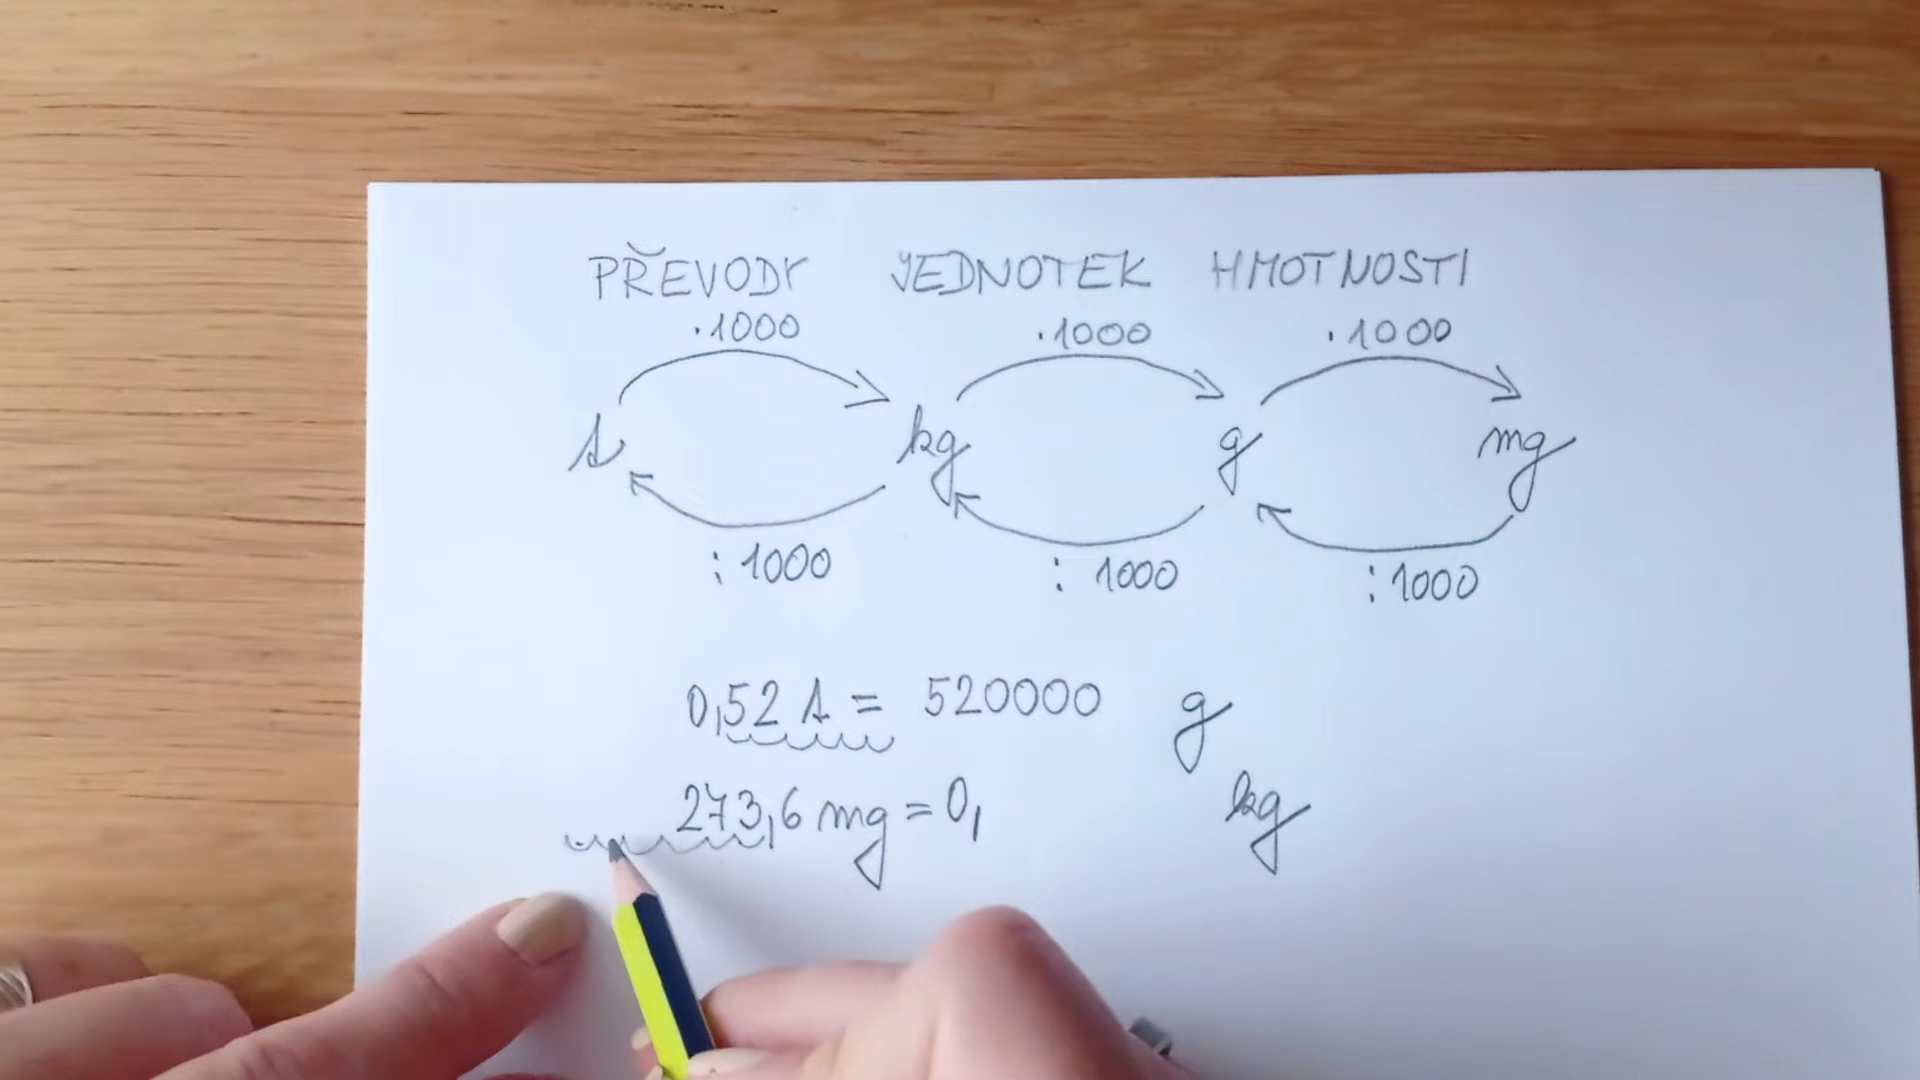 PŘEVODY JEDNOTEK HMOTNOSTI
.1000 .1000 .1000
t kg g mg
:1000 :1000 :1000
0,52 t = 520000 g
273,6 mg = 0, kg